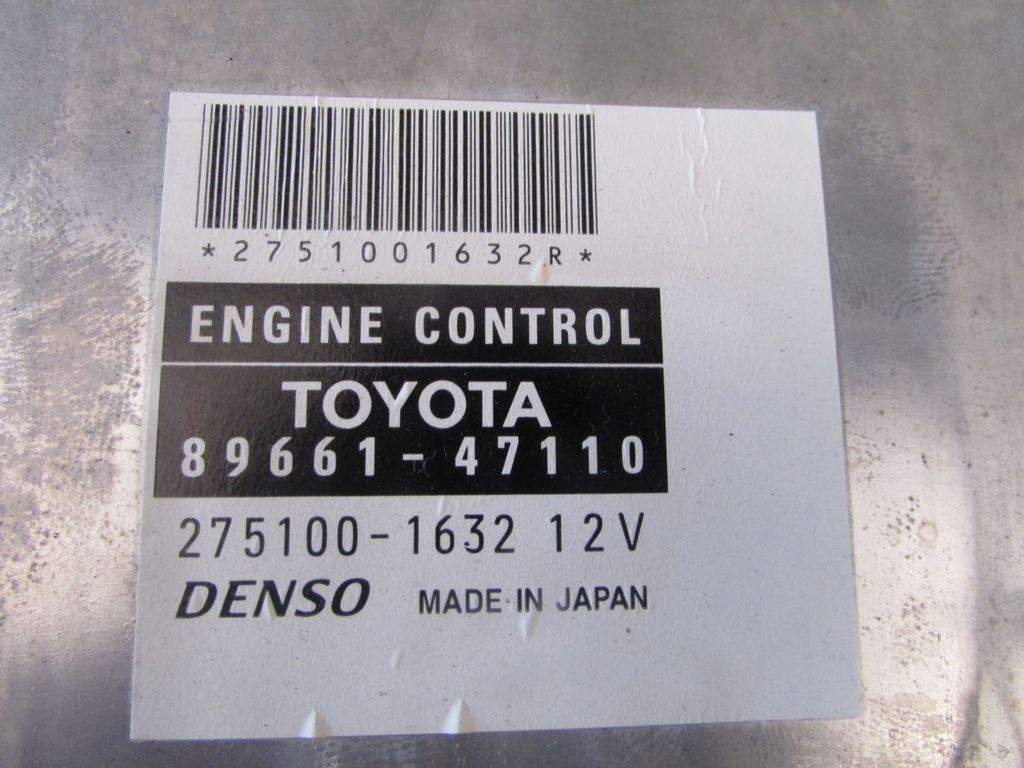 *2751001632R*
ENGINE CONTROL
TOYOTA
89661-47110
275100-1632 12V
DENSO MADE IN JAPAN